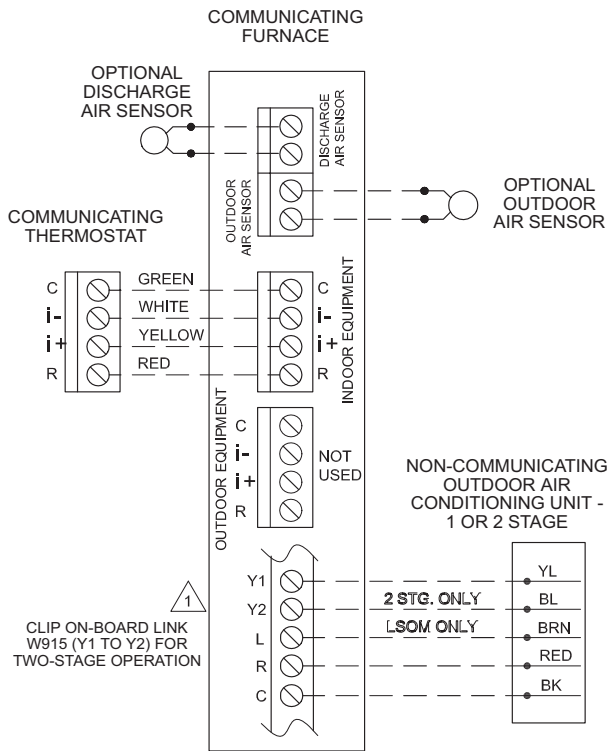 COMMUNICATING
FURNACE
OPTIONAL
DISCHARGE
AIR SENSOR
DISCHARGE
AIR SENSOR
OUTDOOR
AIR SENSOR
OPTIONAL
OUTDOOR
AIR SENSOR
COMMUNICATING
THERMOSTAT
C
i-
i+
R
GREEN
WHITE
YELLOW
RED
C
i-
i+
R
INDOOR EQUIPMENT
OUTDOOR EQUIPMENT
C
i-
i+
R
NOT
USED
NON-COMMUNICATING
OUTDOOR AIR
CONDITIONING UNIT -
1 OR 2 STAGE
1
CLIP ON-BOARD LINK
W915 (Y1 TO Y2) FOR
TWO-STAGE OPERATION
Y1
Y2
L
R
C
2 STG. ONLY
LSOM ONLY
YL
BL
BRN
RED
BK